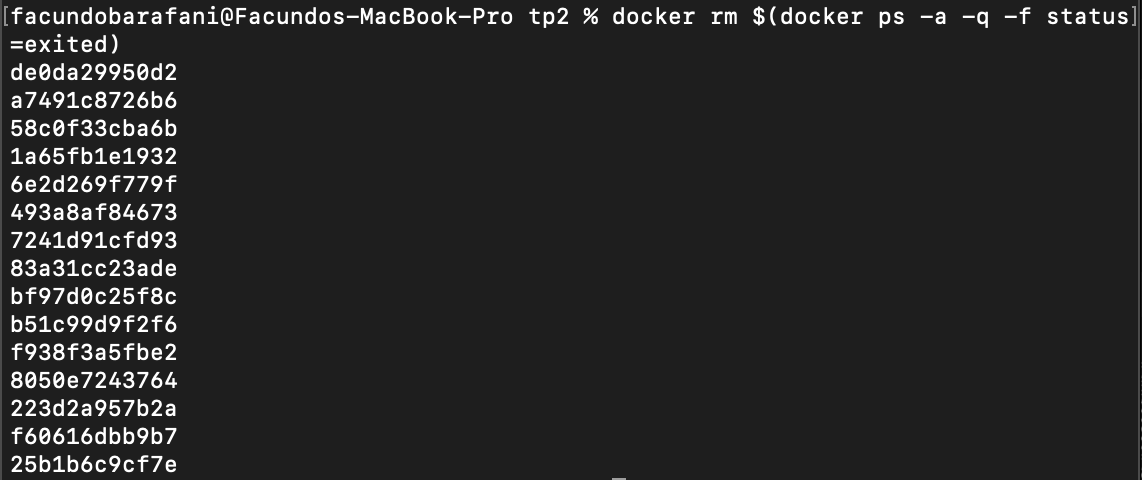 [facundobarafani@Facundos-MacBook-Pro tp2 % docker rm $(docker ps -a -q -f status]
=exited)
de0da29950d2
a7491c8726b6
58c0f33cba6b
1a65fb1e1932
6e2d269f779f
493a8af84673
7241d91cfd93
83a31cc23ade
bf97d0c25f8c
b51c99d9f2f6
f938f3a5fbe2
8050e7243764
223d2a957b2a
f60616dbb9b7
25b1b6c9cf7e